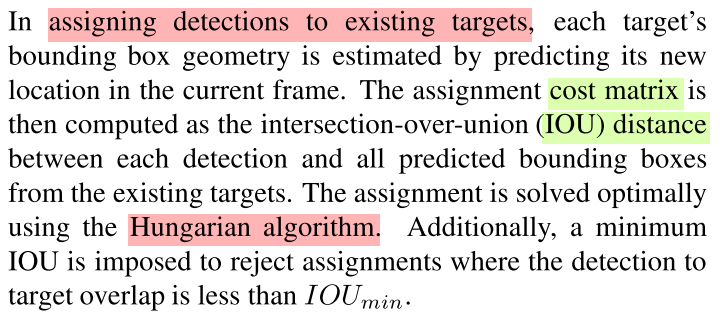 In assigning detections to existing targets, each target's
bounding box geometry is estimated by predicting its new
location in the current frame. The assignment cost matrix is
then computed as the intersection-over-union (IOU) distance
between each detection and all predicted bounding boxes
from the existing targets. The assignment is solved optimally
using the Hungarian algorithm. Additionally, a minimum
IOU is imposed to reject assignments where the detection to
target overlap is less than IOU_min.